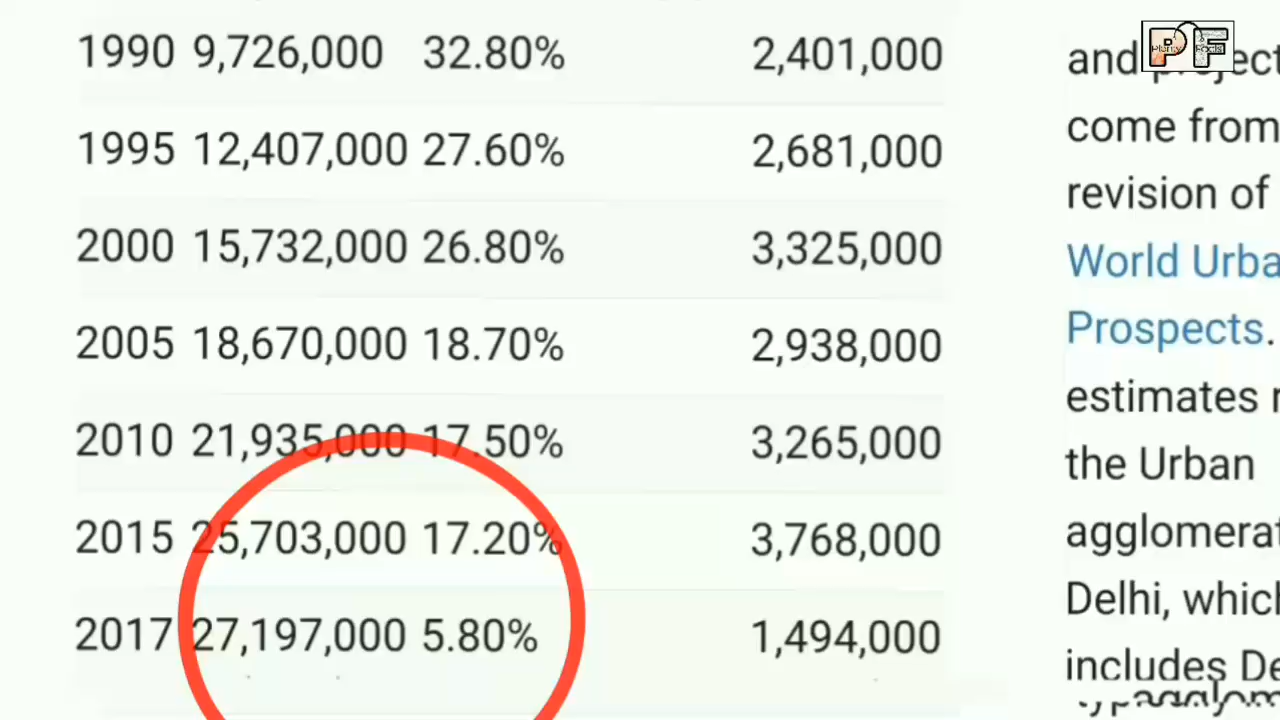 1990 9,726,000 32.80% 2,401,000
1995 12,407,000 27.60% 2,681,000
2000 15,732,000 26.80% 3,325,000
2005 18,670,000 18.70% 2,938,000
2010 21,935,000 17.50% 3,265,000
2015 25,703,000 17.20% 3,768,000
2017 27,197,000 5.80% 1,494,000
PF
and project
come from
revision of
World Urba
Prospects.
estimates r
the Urban
agglomerat
Delhi, which
includes De